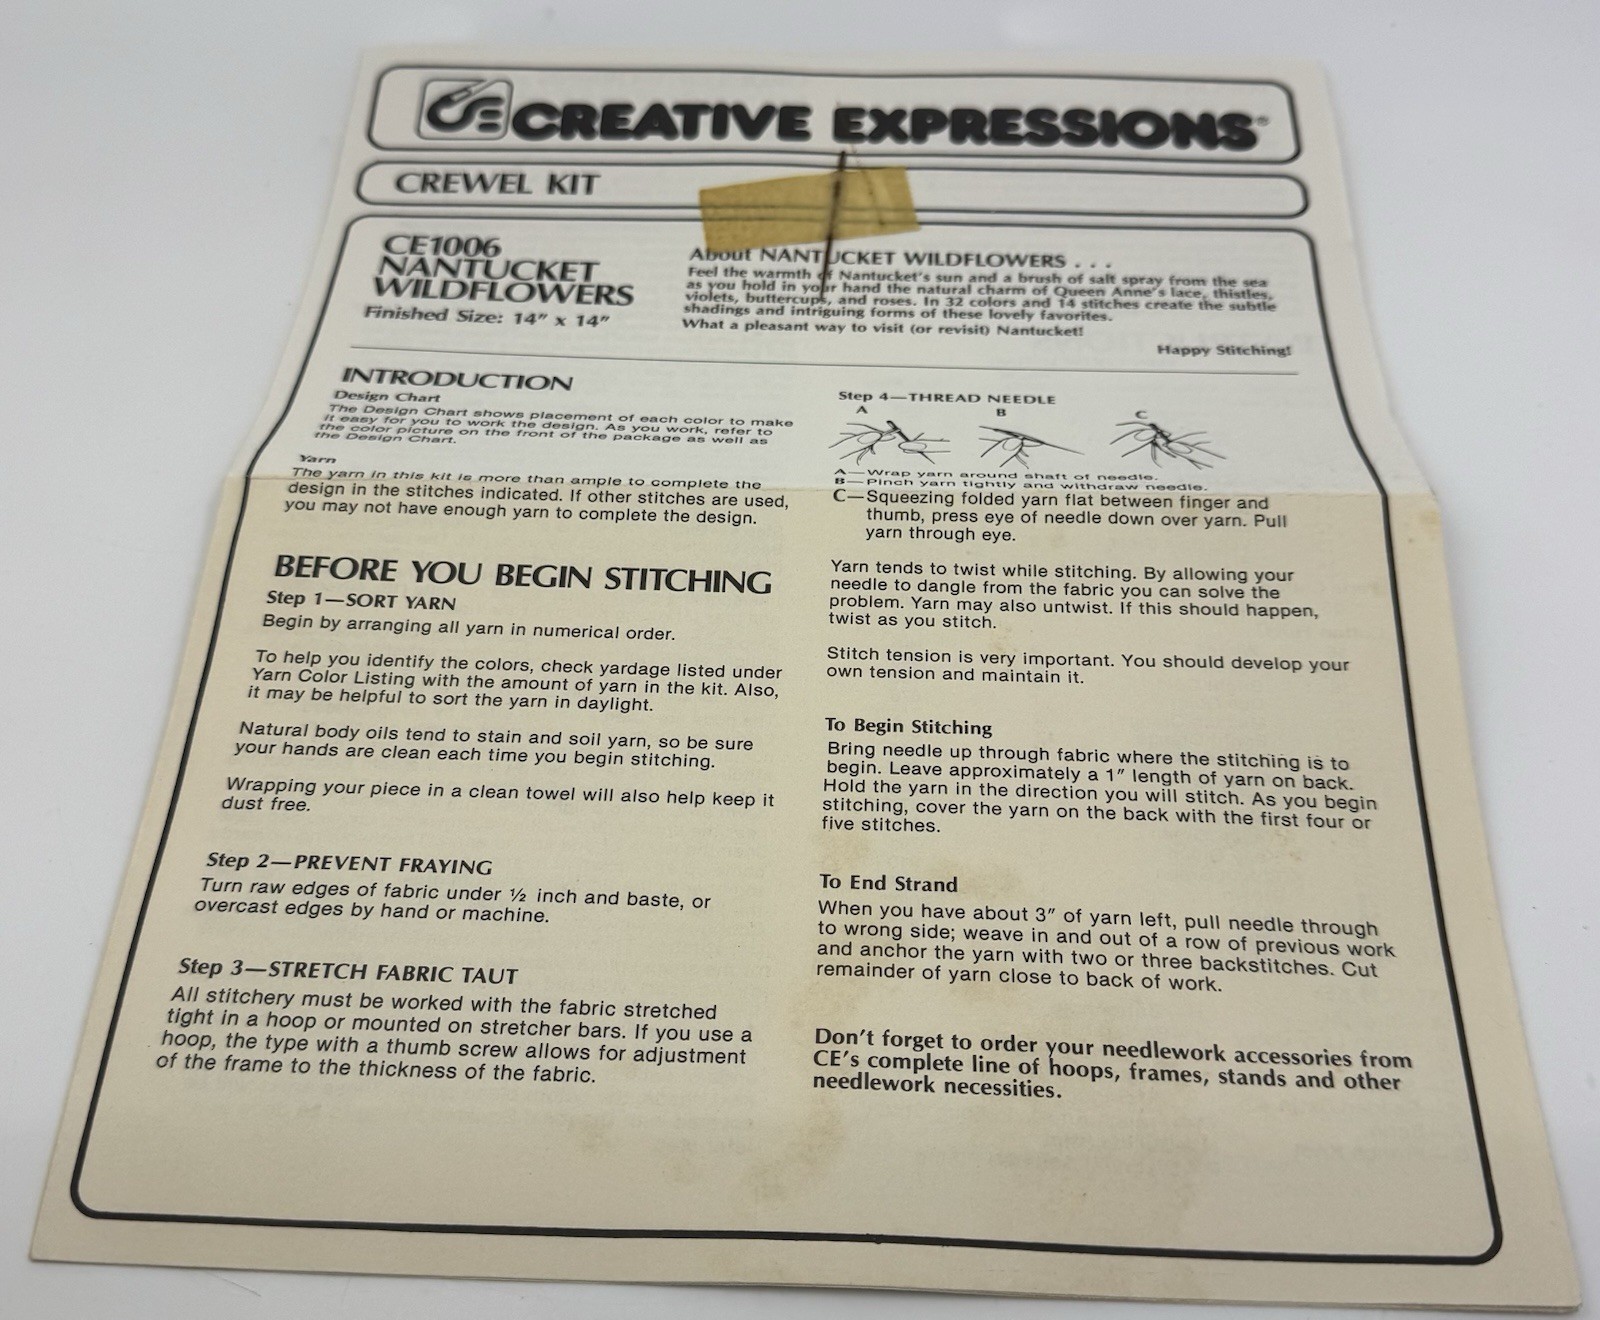 CE CREATIVE EXPRESSIONS®
CREWEL KIT
CE1006
NANTUCKET
WILDFLOWERS
Finished Size: 14" x 14"
About NANTUCKET WILDFLOWERS . . .
Feel the warmth of Nantucket's sun and a brush of salt spray from the sea
as you hold in your hand the natural charm of Queen Anne's lace, thistles,
violets, buttercups, and roses. In 32 colors and 14 stitches create the subtle
shadings and intriguing forms of these lovely favorites.
What a pleasant way to visit (or revisit) Nantucket!
Happy Stitching!
INTRODUCTION
Design Chart
The Design Chart shows placement of each color to make
it easy for you to work the design. As you work, refer to
the color picture on the front of the package as well as
the Design Chart.
Yarn
The yarn in this kit is more than ample to complete the
design in the stitches indicated. If other stitches are used,
you may not have enough yarn to complete the design.
BEFORE YOU BEGIN STITCHING
Step 1—SORT YARN
Begin by arranging all yarn in numerical order.
To help you identify the colors, check yardage listed under
Yarn Color Listing with the amount of yarn in the kit. Also,
it may be helpful to sort the yarn in daylight.
Natural body oils tend to stain and soil yarn, so be sure
your hands are clean each time you begin stitching.
Wrapping your piece in a clean towel will also help keep it
dust free.
Step 2—PREVENT FRAYING
Turn raw edges of fabric under ½ inch and baste, or
overcast edges by hand or machine.
Step 3—STRETCH FABRIC TAUT
All stitchery must be worked with the fabric stretched
tight in a hoop or mounted on stretcher bars. If you use a
hoop, the type with a thumb screw allows for adjustment
of the frame to the thickness of the fabric.
Step 4—THREAD NEEDLE
A B C
A—Wrap yarn around shaft of needle.
B—Pinch yarn tightly and withdraw needle.
C—Squeezing folded yarn flat between finger and
thumb, press eye of needle down over yarn. Pull
yarn through eye.
Yarn tends to twist while stitching. By allowing your
needle to dangle from the fabric you can solve the
problem. Yarn may also untwist. If this should happen,
twist as you stitch.
Stitch tension is very important. You should develop your
own tension and maintain it.
To Begin Stitching
Bring needle up through fabric where the stitching is to
begin. Leave approximately a 1" length of yarn on back.
Hold the yarn in the direction you will stitch. As you begin
stitching, cover the yarn on the back with the first four or
five stitches.
To End Strand
When you have about 3" of yarn left, pull needle through
to wrong side; weave in and out of a row of previous work
and anchor the yarn with two or three backstitches. Cut
remainder of yarn close to back of work.
Don't forget to order your needlework accessories from
CE's complete line of hoops, frames, stands and other
needlework necessities.